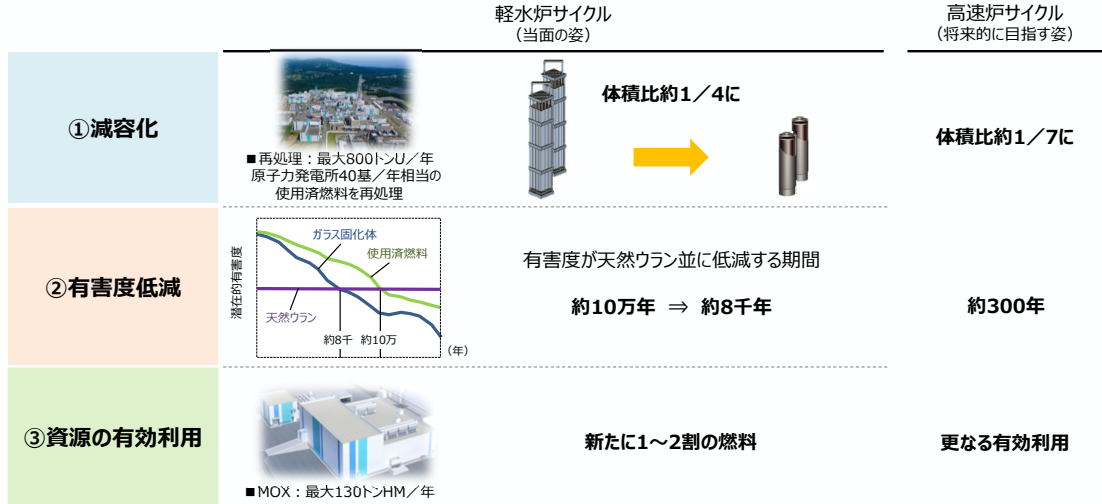 軽水炉サイクル
（当面の姿）
高速炉サイクル
（将来的に目指す姿）
①減容化
■再処理：最大800トンU／年
原子力発電所40基／年相当の
使用済燃料を再処理
体積比約1／4に
体積比約1／7に
②有害度低減
潜在的有害度
ガラス固化体
使用済燃料
天然ウラン
約8千
約10万
（年）
有害度が天然ウラン並に低減する期間
約10万年 ⇒ 約8千年
約300年
③資源の有効利用
■MOX：最大130トンHM／年
新たに1～2割の燃料
更なる有効利用